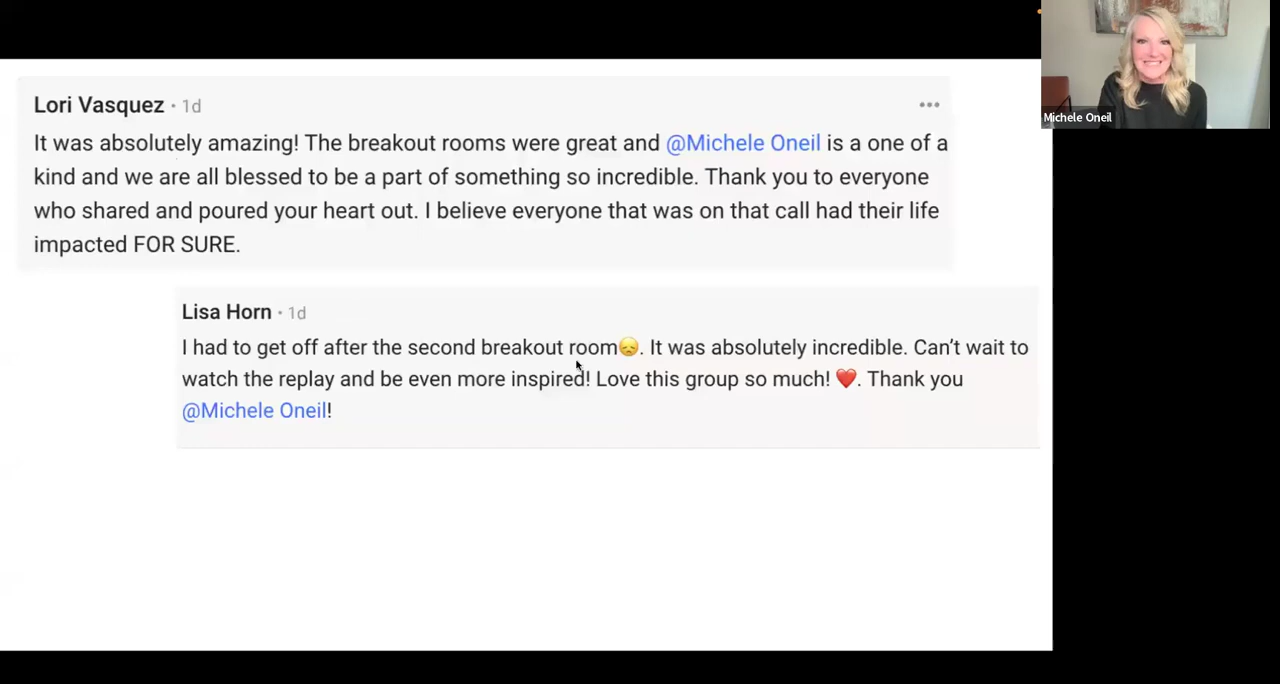 Lori Vasquez • 1d
It was absolutely amazing! The breakout rooms were great and @Michele Oneil is a one of a
kind and we are all blessed to be a part of something so incredible. Thank you to everyone
who shared and poured your heart out. I believe everyone that was on that call had their life
impacted FOR SURE.
Lisa Horn • 1d
I had to get off after the second breakout room😞. It was absolutely incredible. Can’t wait to
watch the replay and be even more inspired! Love this group so much! ❤️. Thank you
@Michele Oneil!
Michele Oneil